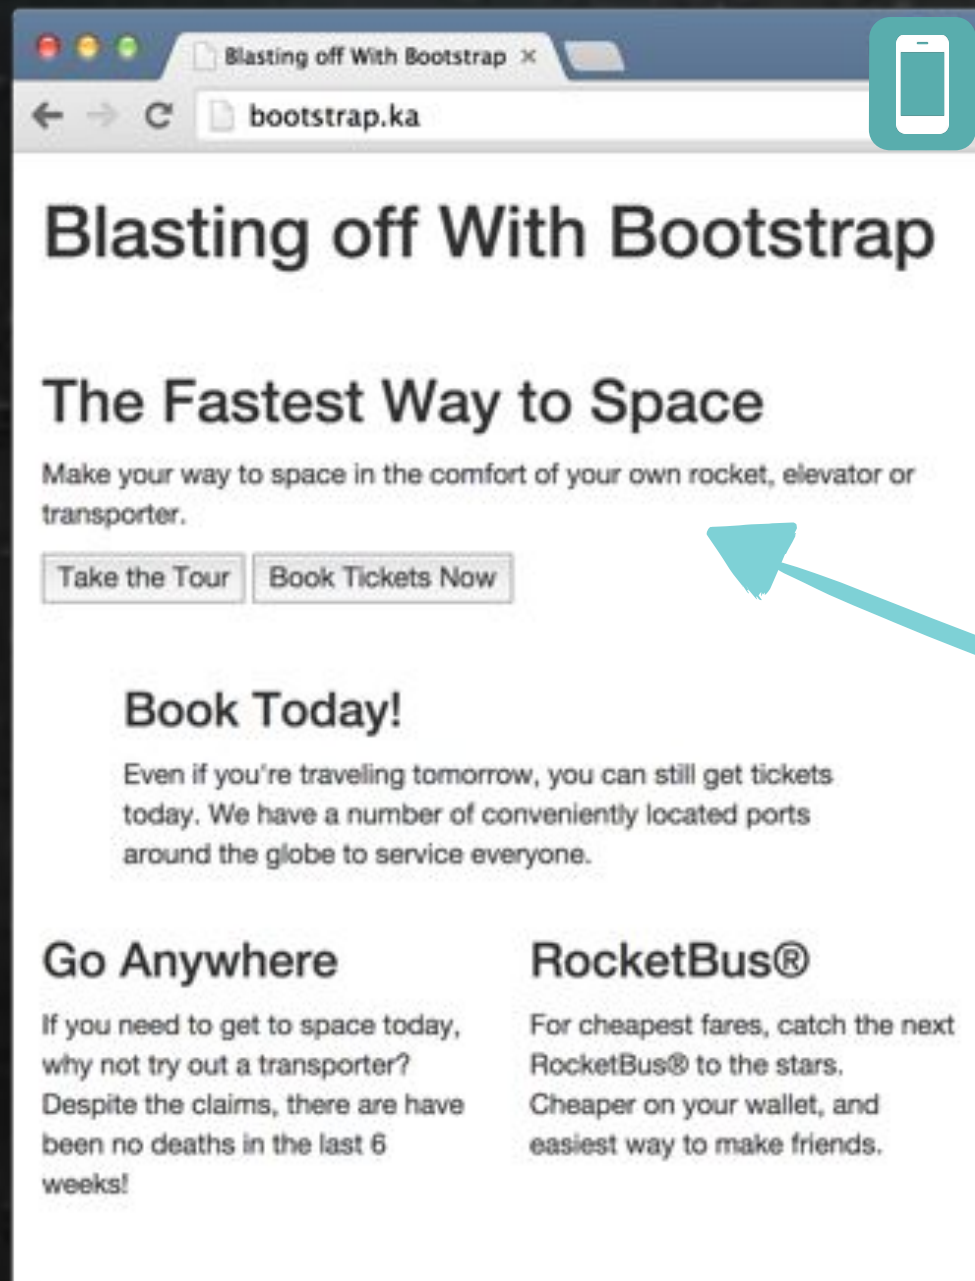 Blasting off With Bootstrap
bootstrap.ka
Blasting off With Bootstrap
The Fastest Way to Space
Make your way to space in the comfort of your own rocket, elevator or
transporter.
Take the Tour Book Tickets Now
Book Today!
Even if you're traveling tomorrow, you can still get tickets
today. We have a number of conveniently located ports
around the globe to service everyone.
Go Anywhere
If you need to get to space today,
why not try out a transporter?
Despite the claims, there are have
been no deaths in the last 6
weeks!
RocketBus®
For cheapest fares, catch the next
RocketBus® to the stars.
Cheaper on your wallet, and
easiest way to make friends.